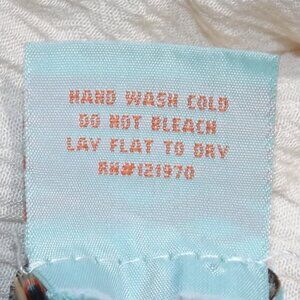 HAND WASH COLD
DO NOT BLEACH
LAY FLAT TO DRY
RN#121970